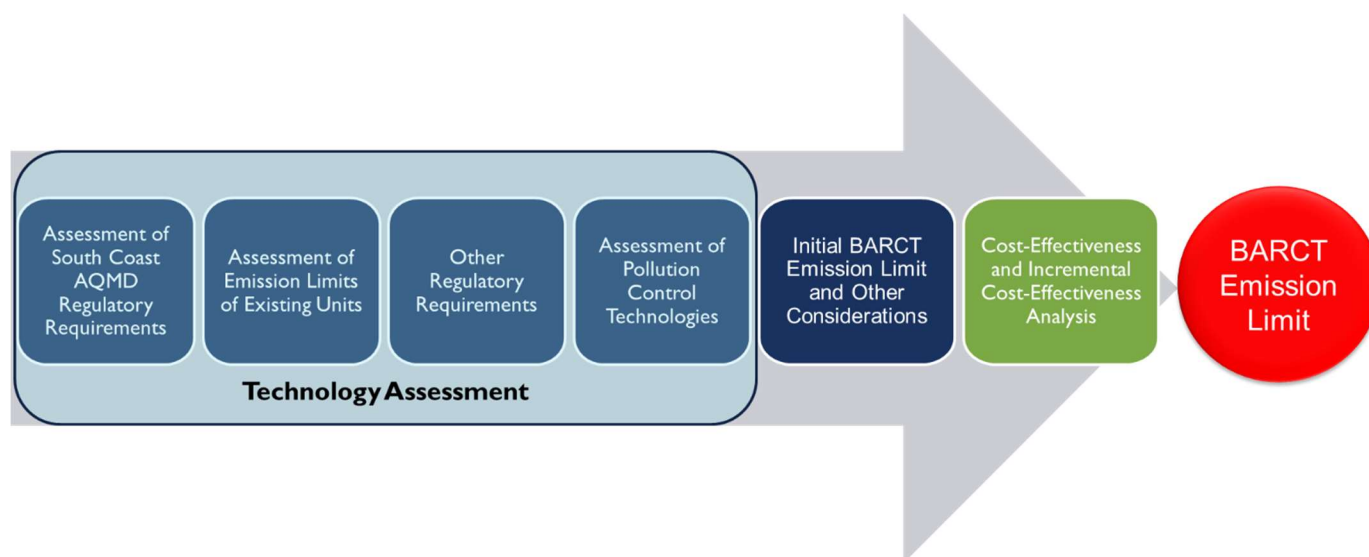 Assessment of
South Coast
AQMD
Regulatory
Requirements
Assessment of
Emission Limits
of Existing Units
Other
Regulatory
Requirements
Assessment of
Pollution
Control
Technologies
Initial BARCT
Emission Limit
and Other
Considerations
Cost-Effectiveness
and Incremental
Cost-Effectiveness
Analysis
BARCT
Emission
Limit
Technology Assessment